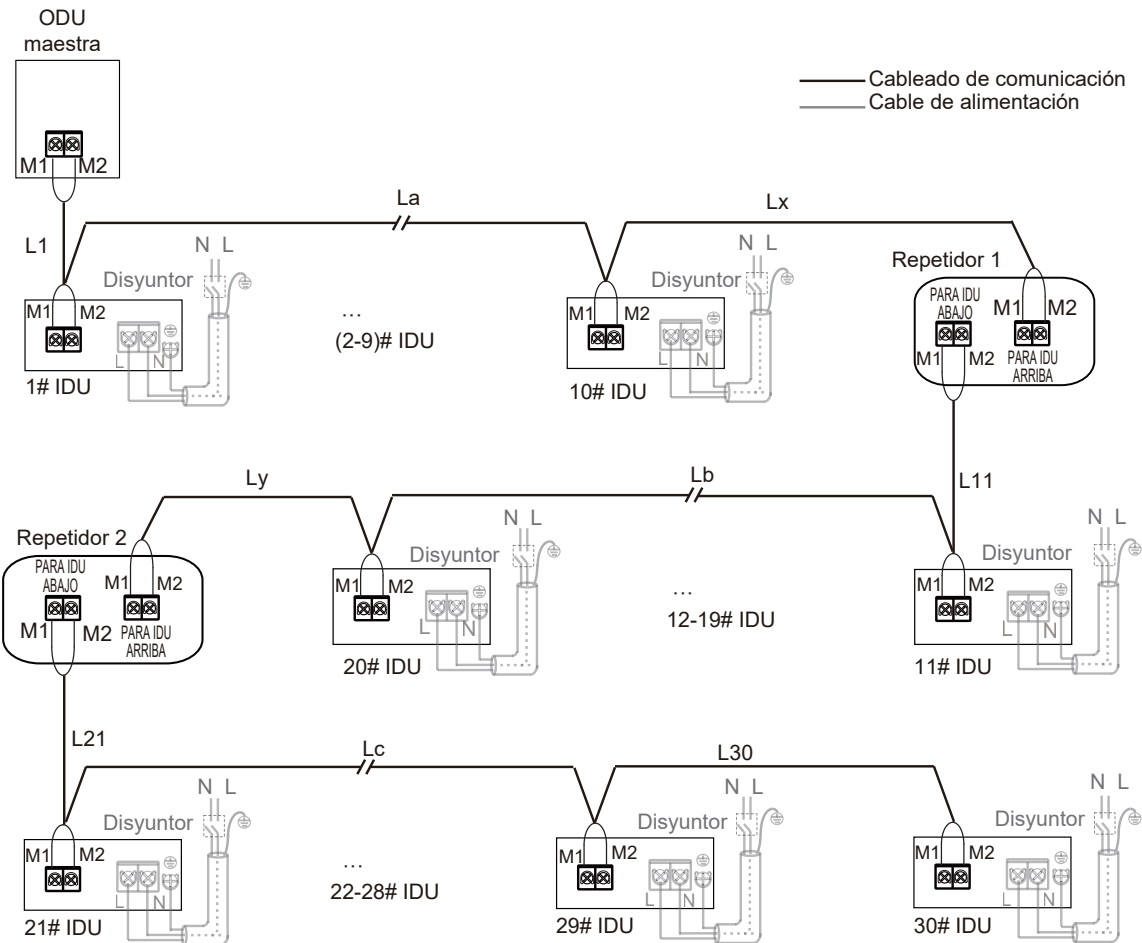 ODU
maestra
M1 M2
Cableado de comunicación
Cable de alimentación
L1
La
Lx
N L
Disyuntor
M1 M2
L N
1# IDU
...
(2-9)# IDU
N L
Disyuntor
M1 M2
L N
10# IDU
Repetidor 1
PARA IDU
ABAJO
M1 M2
M1 M2
PARA IDU
ARRIBA
L11
Lb
Ly
Repetidor 2
PARA IDU
ABAJO
M1 M2
M1 M2
PARA IDU
ARRIBA
N L
Disyuntor
M1 M2
L N
20# IDU
...
12-19# IDU
N L
Disyuntor
M1 M2
L N
11# IDU
L21
Lc
L30
N L
Disyuntor
M1 M2
L N
21# IDU
...
22-28# IDU
N L
Disyuntor
M1 M2
L N
29# IDU
N L
Disyuntor
M1 M2
L N
30# IDU